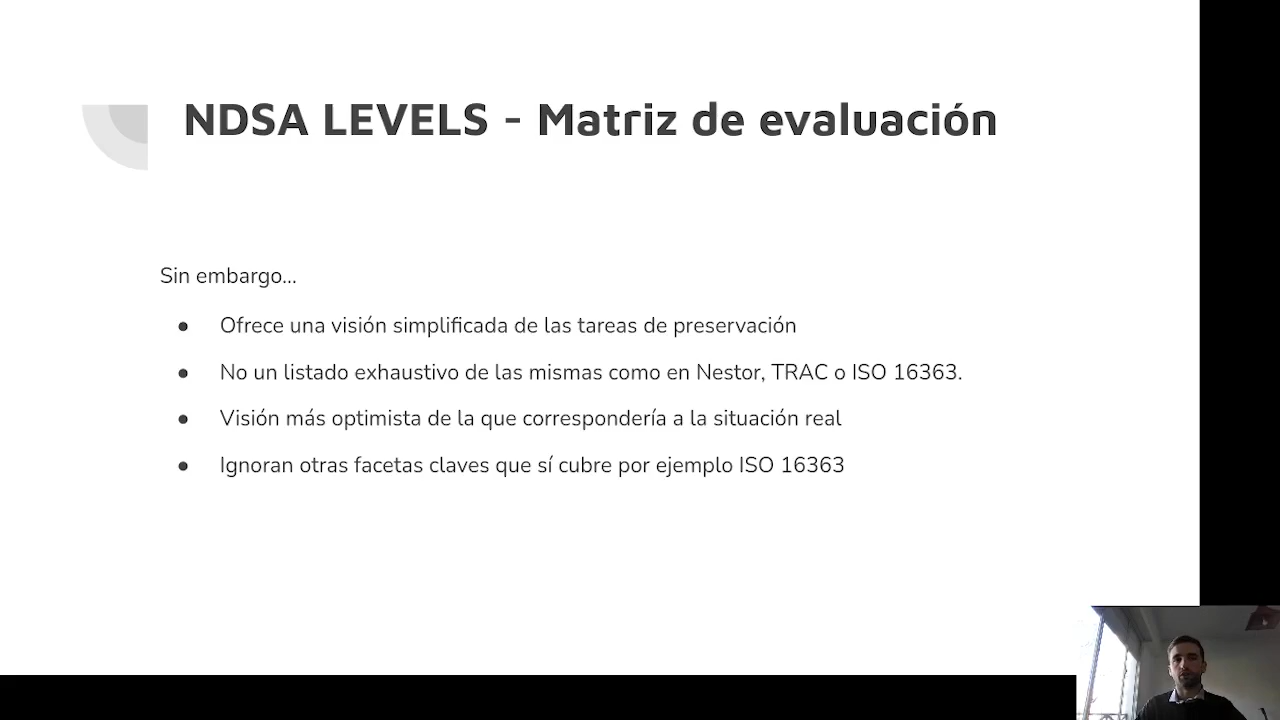 NDSA LEVELS - Matriz de evaluación
Sin embargo...
● Ofrece una visión simplificada de las tareas de preservación
● No un listado exhaustivo de las mismas como en Nestor, TRAC o ISO 16363.
● Visión más optimista de la que correspondería a la situación real
● Ignoran otras facetas claves que sí cubre por ejemplo ISO 16363